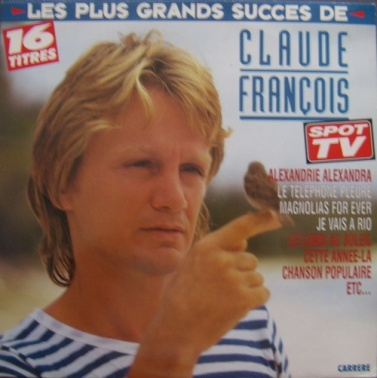 LES PLUS GRANDS SUCCES DE
16
TITRES
CLAUDE
FRANÇOIS
SPOT
TV
ALEXANDRIE ALEXANDRA
LE TELEPHONE PLEURE
MAGNOLIAS FOR EVER
JE VAIS A RIO
CETTE ANNEE-LA
CHANSON POPULAIRE
ETC...
CARRERE